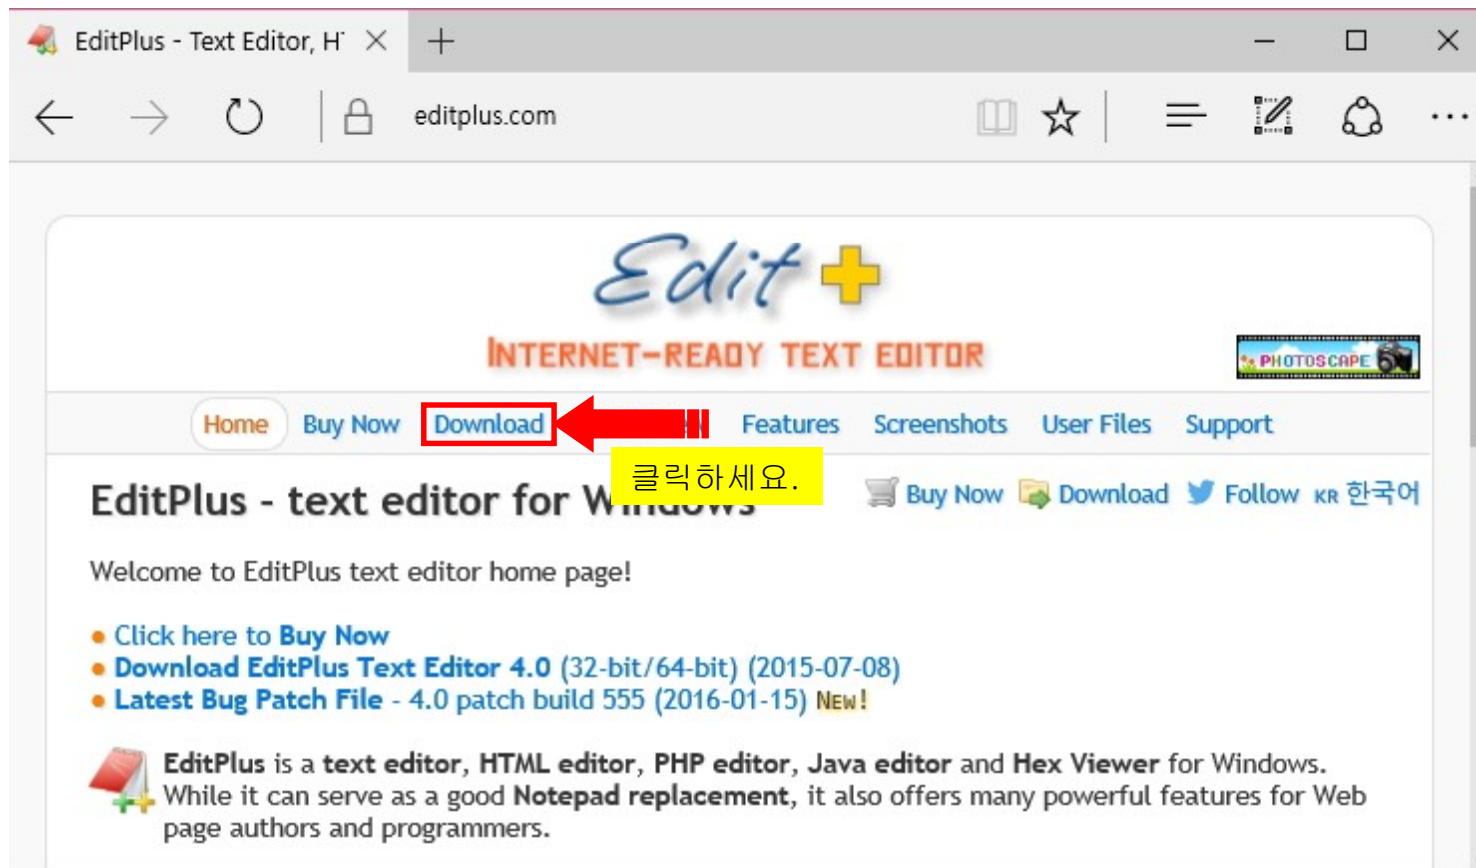 EditPlus - Text Editor, H
editplus.com
Edit +
INTERNET-READY TEXT EDITOR
PHOTOSCAPE
Home Buy Now Download Features Screenshots User Files Support
클릭하세요.
EditPlus - text editor for Windows
Buy Now Download Follow KR 한국어
Welcome to EditPlus text editor home page!
• Click here to Buy Now
• Download EditPlus Text Editor 4.0 (32-bit/64-bit) (2015-07-08)
• Latest Bug Patch File - 4.0 patch build 555 (2016-01-15) NEW!
EditPlus is a text editor, HTML editor, PHP editor, Java editor and Hex Viewer for Windows.
While it can serve as a good Notepad replacement, it also offers many powerful features for Web
page authors and programmers.